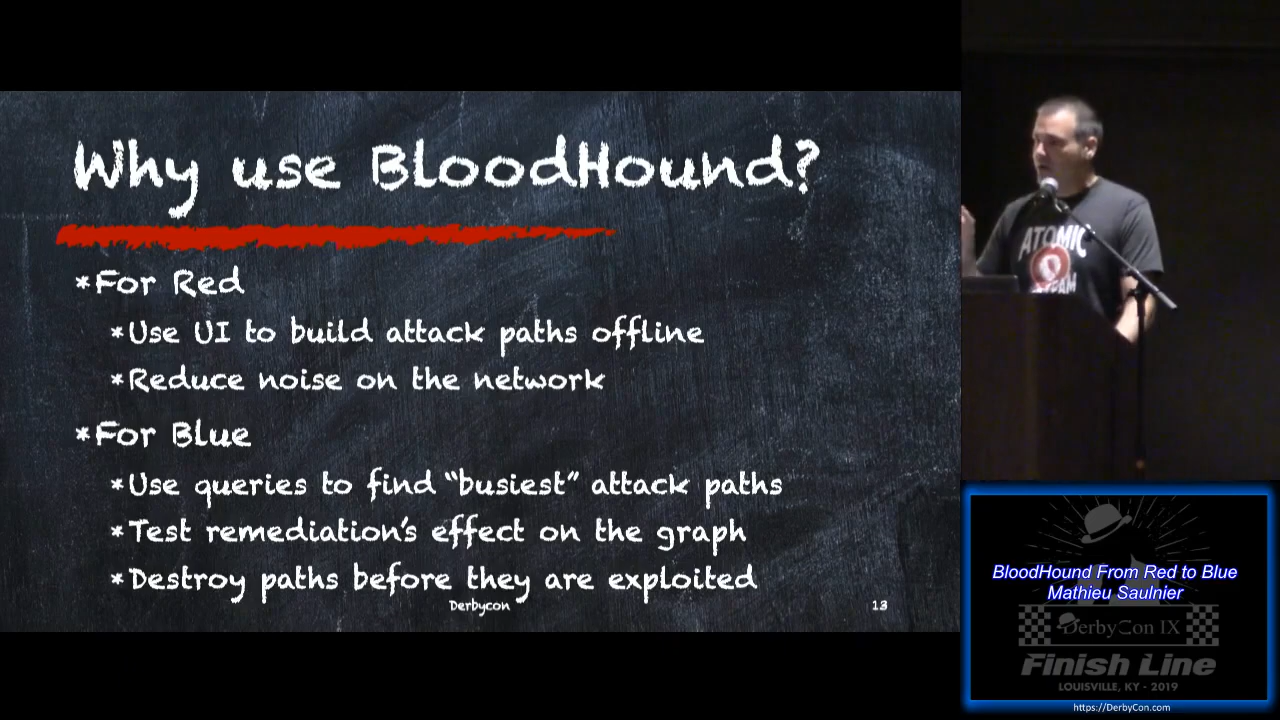 Why use BloodHound?
*For Red
*Use UI to build attack paths offline
*Reduce noise on the network
*For Blue
*Use queries to find “busiest” attack paths
*Test remediation’s effect on the graph
*Destroy paths before they are exploited
Derbycon
13
ATOMIC
BloodHound From Red to Blue
Mathieu Saulnier
DerbyCon IX
Finish Line
LOUISVILLE, KY - 2019
https://DerbyCon.com